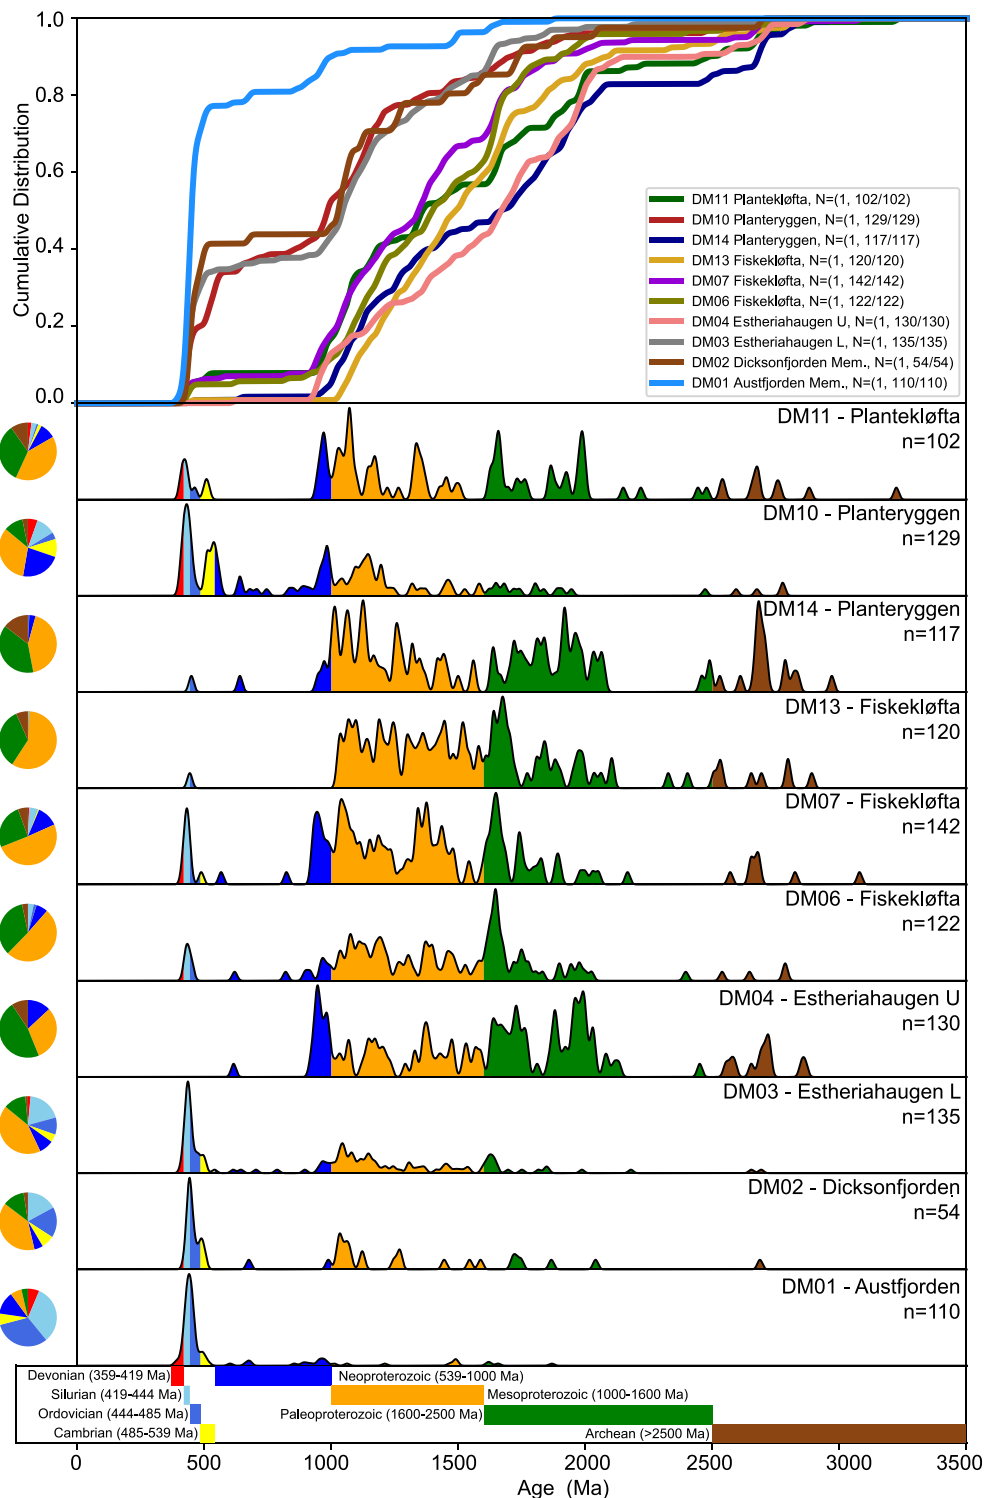 1.0
0.8
0.6
0.4
0.2
0.0
Cumulative Distribution
DM11 Plantekløfta, N=(1, 102/102)
DM10 Planteryggen, N=(1, 129/129)
DM14 Planteryggen, N=(1, 117/117)
DM13 Fiskekløfta, N=(1, 120/120)
DM07 Fiskekløfta, N=(1, 142/142)
DM06 Fiskekløfta, N=(1, 122/122)
DM04 Estheriahaugen U, N=(1, 130/130)
DM03 Estheriahaugen L, N=(1, 135/135)
DM02 Dicksonfjorden Mem., N=(1, 54/54)
DM01 Austfjorden Mem., N=(1, 110/110)
DM11 - Plantekløfta
n=102
DM10 - Planteryggen
n=129
DM14 - Planteryggen
n=117
DM13 - Fiskekløfta
n=120
DM07 - Fiskekløfta
n=142
DM06 - Fiskekløfta
n=122
DM04 - Estheriahaugen U
n=130
DM03 - Estheriahaugen L
n=135
DM02 - Dicksonfjorden
n=54
DM01 - Austfjorden
n=110
Devonian (359-419 Ma) Neoproterozoic (539-1000 Ma)
Silurian (419-444 Ma) Mesoproterozoic (1000-1600 Ma)
Ordovician (444-485 Ma) Paleoproterozoic (1600-2500 Ma)
Cambrian (485-539 Ma) Archean (>2500 Ma)
0 500 1000 1500 2000 2500 3000 3500
Age (Ma)